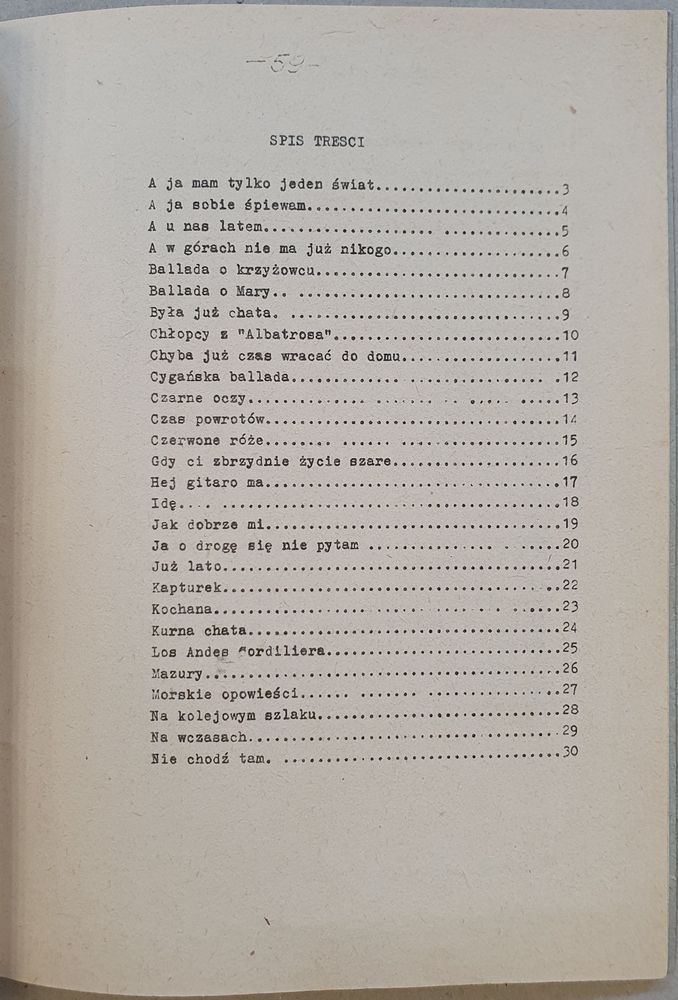 -59-
SPIS TRESCI
A ja mam tylko jeden świat........................3
A ja sobie śpiewam................................4
A u nas latem.................... ................5
A w górach nie ma już nikogo......................6
Ballada o krzyżowcu...............................7
Ballada o Mary.. .................................8
Była już chata. ..................................9
Chłopcy z "Albatrosa".............................10
Chyba już czas wracać do domu.....................11
Cygańska ballada................................ .12
Czarne oczy............... ....... .. ..... ......13
Czas powrotów.....................................14
Czerwone róże........ ...... .....................15
Gdy ci zbrzydnie życie szare......................16
Hej gitaro ma.....................................17
Idę.... ..........................................18
Jak dobrze mi.....................................19
Ja o drogę się nie pytam ............... . ......20
Już lato..........................................21
Kapturek..........................................22
Kochana................................... .......23
Kurna chata.......................................24
Los Andes Cordiliera..............................25
Mazury............................................26
Morskie opowieści...... ....... ..................27
Na kolejowym szlaku...............................28
Na wczasach.......................................29
Nie chodź tam. ...................................30